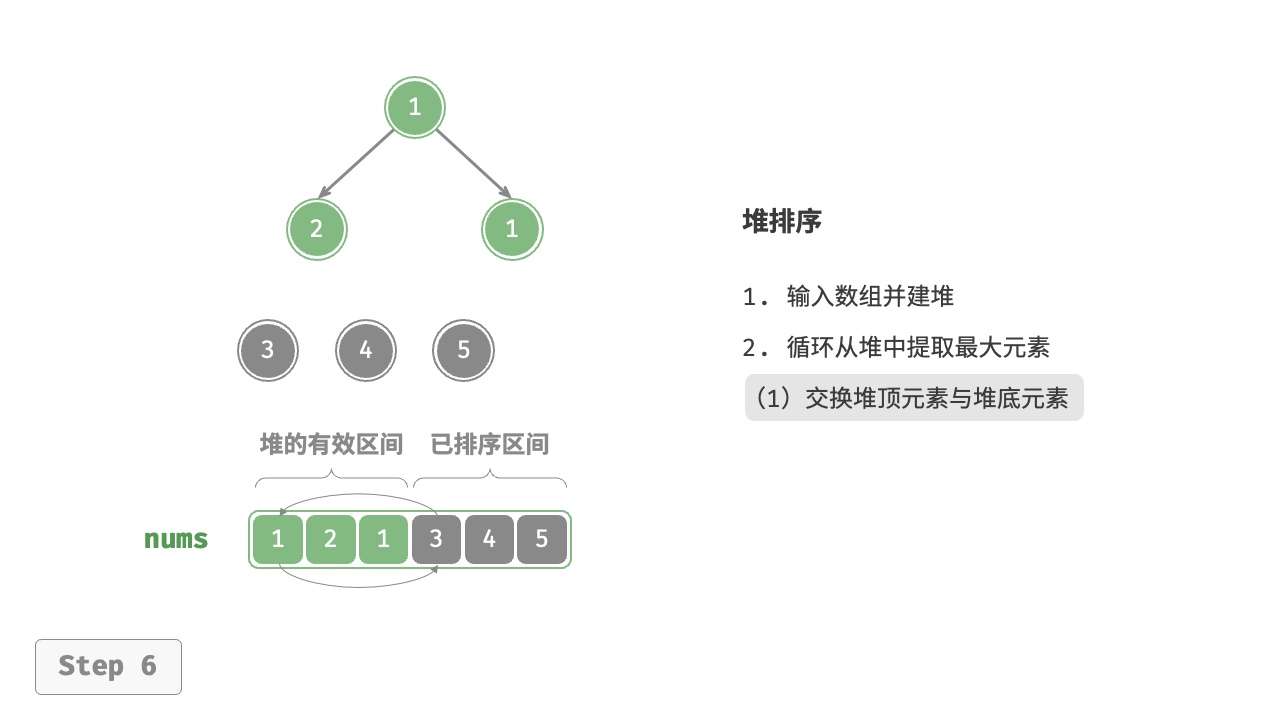 1
2 1
3 4 5
堆的有效区间 已排序区间
nums 1 2 1 3 4 5
Step 6
堆排序
1. 输入数组并建堆
2. 循环从堆中提取最大元素
（1）交换堆顶元素与堆底元素